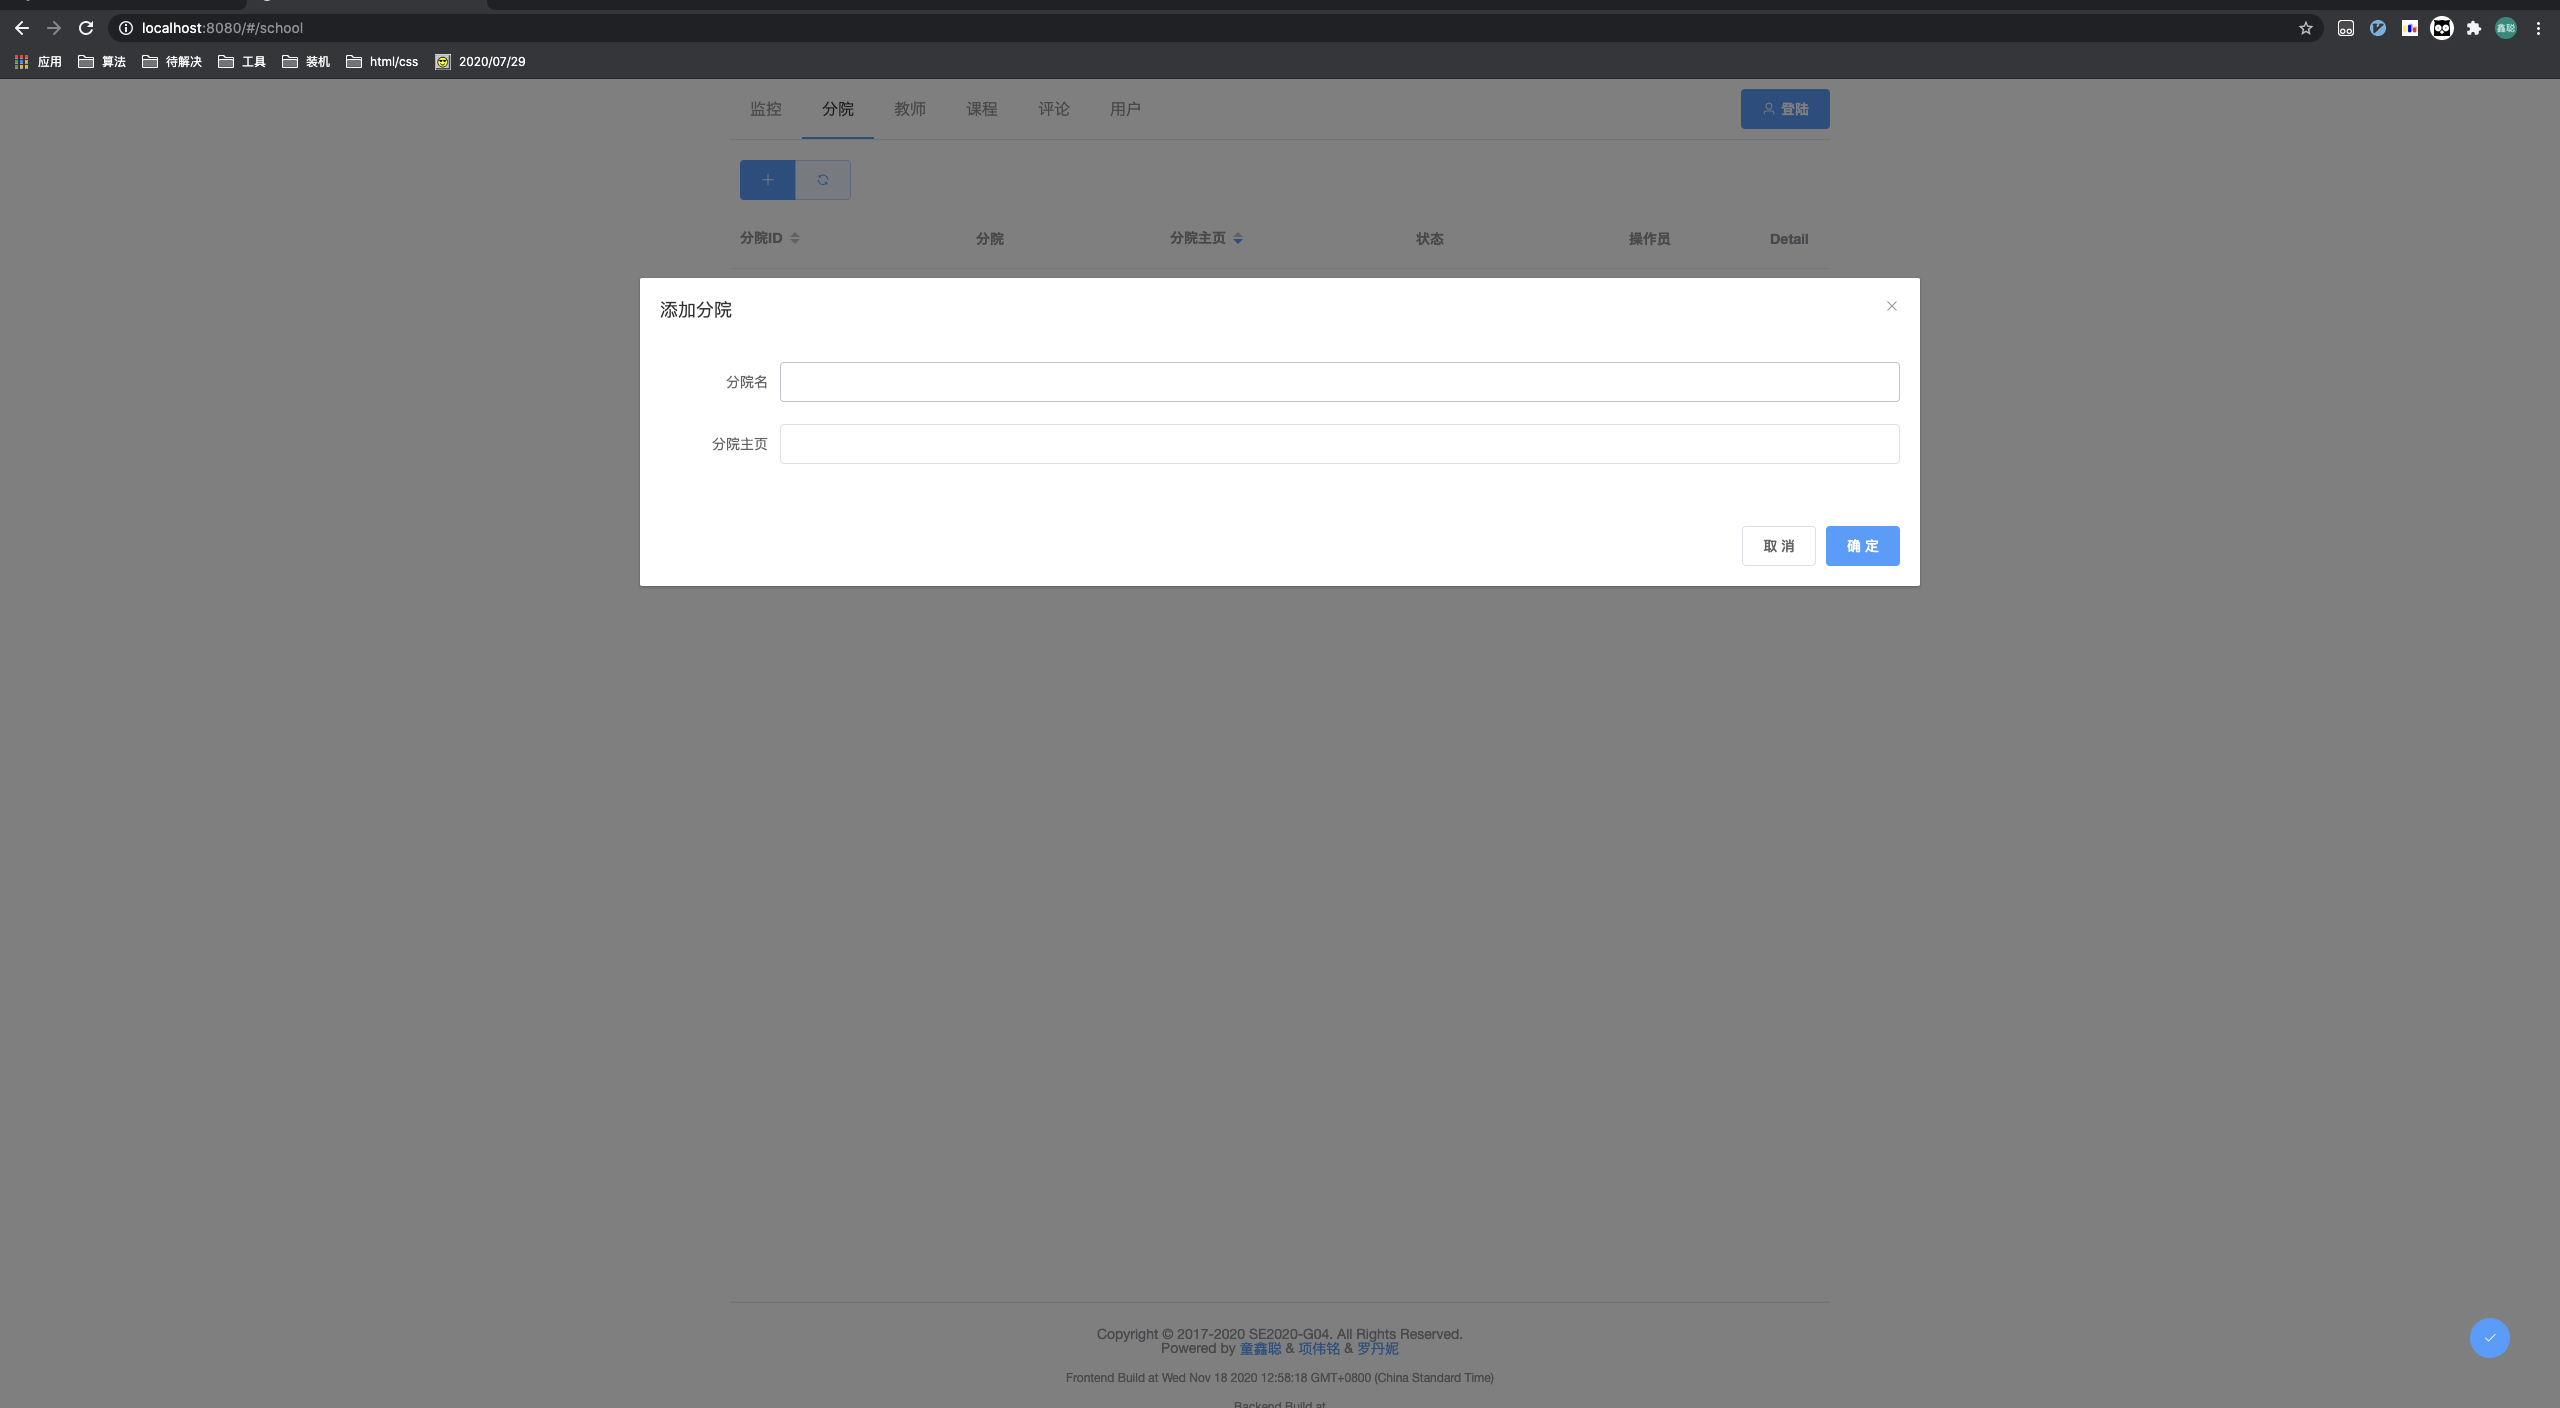 localhost:8080/#/school
应用 算法 待解决 工具 装机 html/css 2020/07/29
监控 分院 教师 课程 评论 用户 登陆
分院ID 分院 分院主页 状态 操作员 Detail
添加分院
分院名
分院主页
取 消 确 定
Copyright © 2017-2020 SE2020-G04. All Rights Reserved.
Powered by 童鑫聪 & 项伟铭 & 罗丹妮
Frontend Build at Wed Nov 18 2020 12:58:18 GMT+0800 (China Standard Time)
Backend Build at